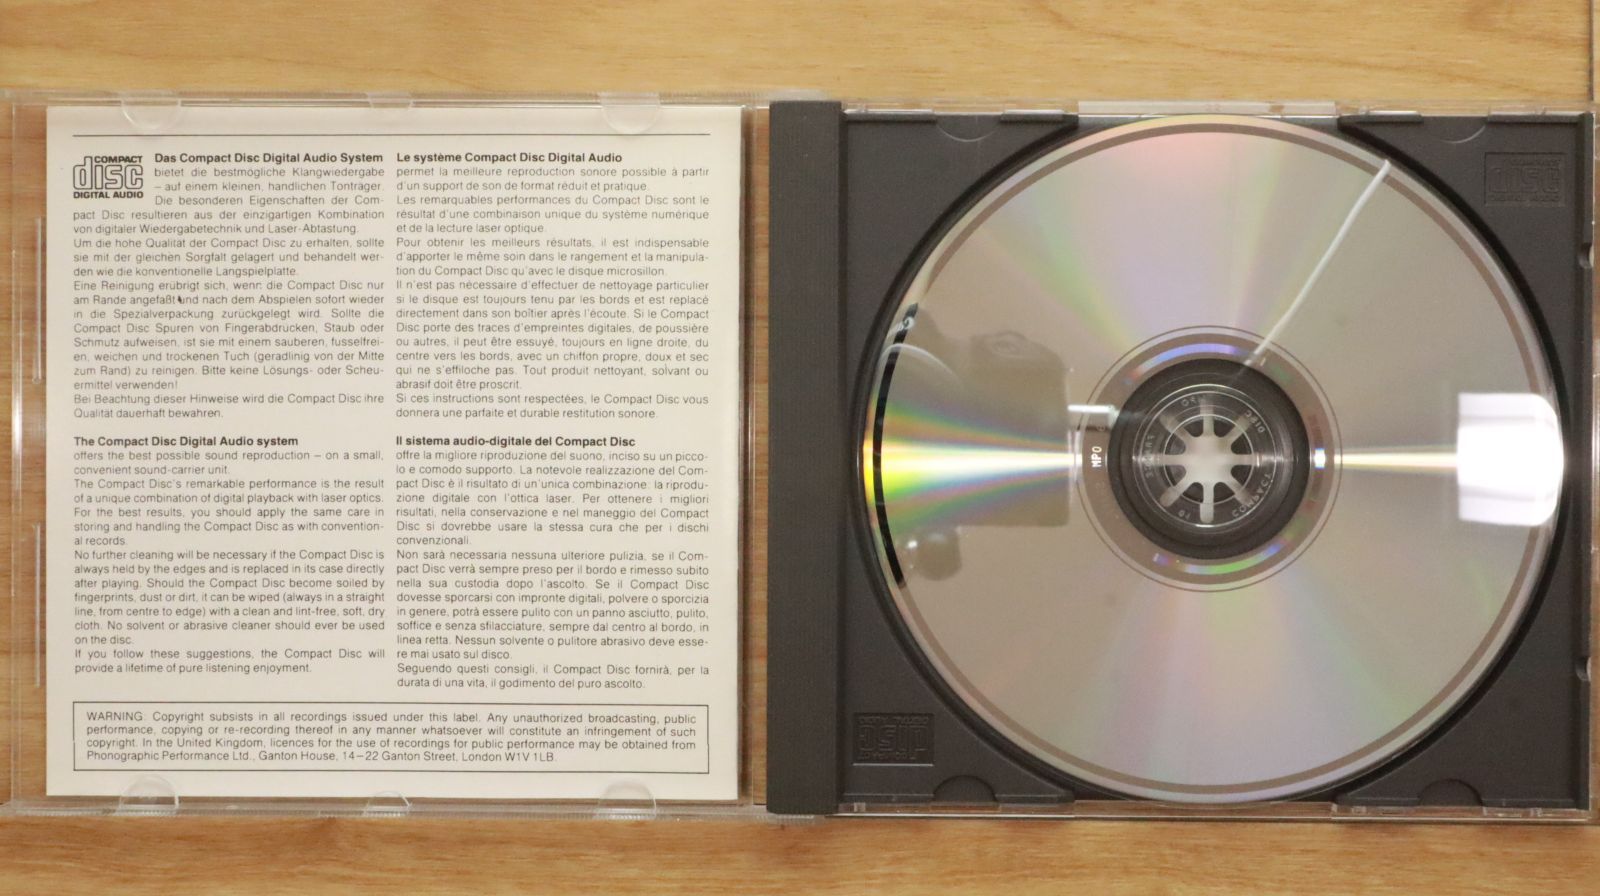 COMPACT
disc
DIGITAL AUDIO
Das Compact Disc Digital Audio System
bietet die bestmögliche Klangwiedergabe
– auf einem kleinen, handlichen Tonträger.
Die besonderen Eigenschaften der Com-
pact Disc resultieren aus der einzigartigen Kombination
von digitaler Wiedergabetechnik und Laser-Abtastung.
Um die hohe Qualität der Compact Disc zu erhalten, sollte
sie mit der gleichen Sorgfalt gelagert und behandelt wer-
den wie die konventionelle Langspielplatte.
Eine Reinigung erübrigt sich, wenn die Compact Disc nur
am Rande angefaßt und nach dem Abspielen sofort wieder
in die Spezialverpackung zurückgelegt wird. Sollte die
Compact Disc Spuren von Fingerabdrücken, Staub oder
Schmutz aufweisen, ist sie mit einem sauberen, fusselfrei-
en, weichen und trockenen Tuch (geradlinig von der Mitte
zum Rand) zu reinigen. Bitte keine Lösungs- oder Scheu-
ermittel verwenden!
Bei Beachtung dieser Hinweise wird die Compact Disc ihre
Qualität dauerhaft bewahren.
Le système Compact Disc Digital Audio
permet la meilleure reproduction sonore possible à partir
d'un support de son de format réduit et pratique.
Les remarquables performances du Compact Disc sont le
résultat d'une combinaison unique du système numérique
et de la lecture laser optique.
Pour obtenir les meilleurs résultats, il est indispensable
d'apporter le même soin dans le rangement et la manipula-
tion du Compact Disc qu'avec le disque microsillon.
Il n'est pas nécessaire d'effectuer de nettoyage particulier
si le disque est toujours tenu par les bords et est replacé
directement dans son boîtier après l'écoute. Si le Compact
Disc porte des traces d'empreintes digitales, de poussière
ou autres, il peut être essuyé, toujours en ligne droite, du
centre vers les bords, avec un chiffon propre, doux et sec
qui ne s'effiloche pas. Tout produit nettoyant, solvant ou
abrasif doit être proscrit.
Si ces instructions sont respectées, le Compact Disc vous
donnera une parfaite et durable restitution sonore.
The Compact Disc Digital Audio system
offers the best possible sound reproduction – on a small,
convenient sound-carrier unit.
The Compact Disc's remarkable performance is the result
of a unique combination of digital playback with laser optics.
For the best results, you should apply the same care in
storing and handling the Compact Disc as with convention-
al records.
No further cleaning will be necessary if the Compact Disc is
always held by the edges and is replaced in its case directly
after playing. Should the Compact Disc become soiled by
fingerprints, dust or dirt, it can be wiped (always in a straight
line, from centre to edge) with a clean and lint-free, soft, dry
cloth. No solvent or abrasive cleaner should ever be used
on the disc.
If you follow these suggestions, the Compact Disc will
provide a lifetime of pure listening enjoyment.
Il sistema audio-digitale del Compact Disc
offre la migliore riproduzione del suono, inciso su un picco-
lo e comodo supporto. La notevole realizzazione del Com-
pact Disc è il risultato di un'unica combinazione: la riprodu-
zione digitale con l'ottica laser. Per ottenere i migliori
risultati, nella conservazione e nel maneggio del Compact
Disc si dovrebbe usare la stessa cura che per i dischi
convenzionali.
Non sarà necessaria nessuna ulteriore pulizia, se il Com-
pact Disc verrà sempre preso per il bordo e rimesso subito
nella sua custodia dopo l'ascolto. Se il Compact Disc
dovesse sporcarsi con impronte digitali, polvere o sporcizia
in genere, potrà essere pulito con un panno asciutto, pulito,
soffice e senza sfilacciature, sempre dal centro al bordo, in
linea retta. Nessun solvente o pulitore abrasivo deve esse-
re mai usato sul disco.
Seguendo questi consigli, il Compact Disc fornirà, per la
durata di una vita, il godimento del puro ascolto.
WARNING: Copyright subsists in all recordings issued under this label. Any unauthorized broadcasting, public
performance, copying or re-recording thereof in any manner whatsoever will constitute an infringement of such
copyright. In the United Kingdom, licences for the use of recordings for public performance may be obtained from
Phonographic Performance Ltd., Ganton House, 14–22 Ganton Street, London W1V 1LB.
MPO
COMPACT
disc
DIGITAL AUDIO
disc
DIGITAL AUDIO